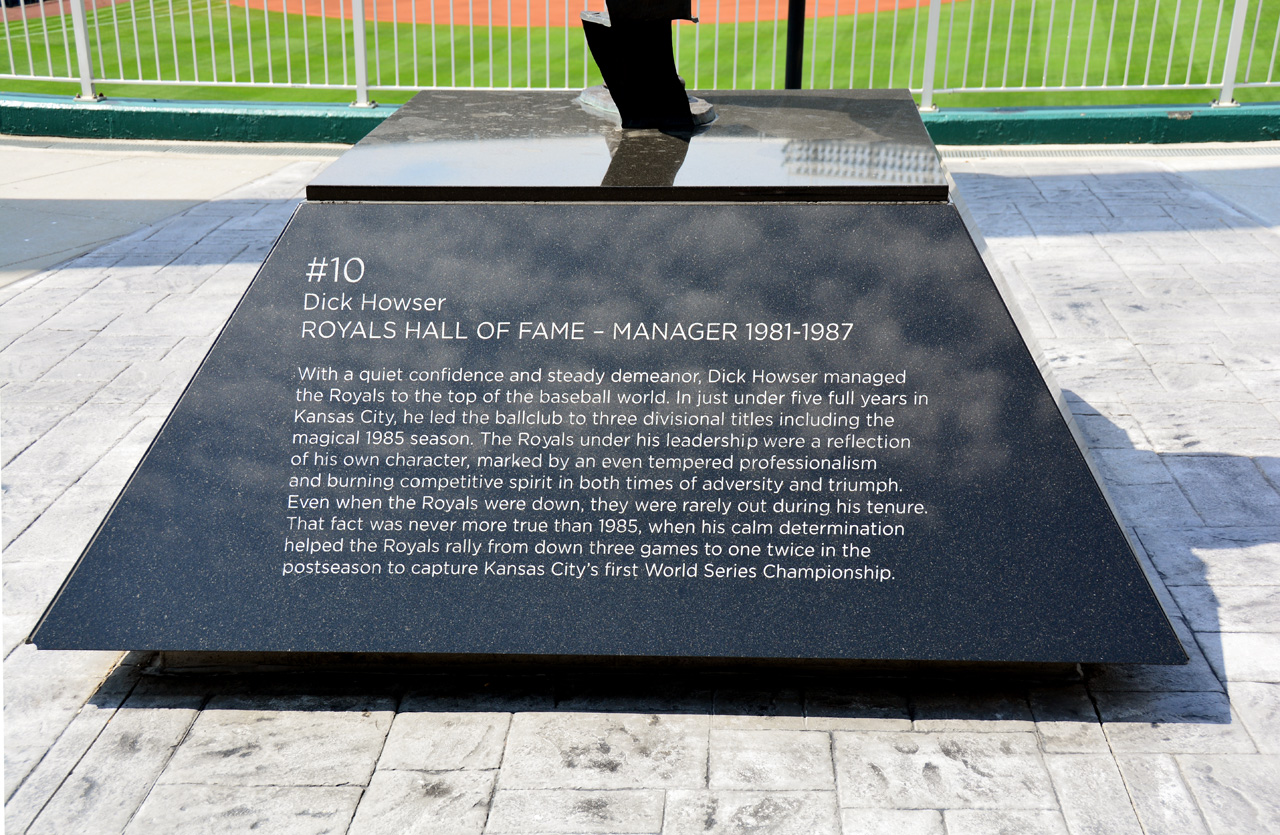 #10
Dick Howser
ROYALS HALL OF FAME – MANAGER 1981-1987
With a quiet confidence and steady demeanor, Dick Howser managed
the Royals to the top of the baseball world. In just under five full years in
Kansas City, he led the ballclub to three divisional titles including the
magical 1985 season. The Royals under his leadership were a reflection
of his own character, marked by an even tempered professionalism
and burning competitive spirit in both times of adversity and triumph.
Even when the Royals were down, they were rarely out during his tenure.
That fact was never more true than 1985, when his calm determination
helped the Royals rally from down three games to one twice in the
postseason to capture Kansas City's first World Series Championship.